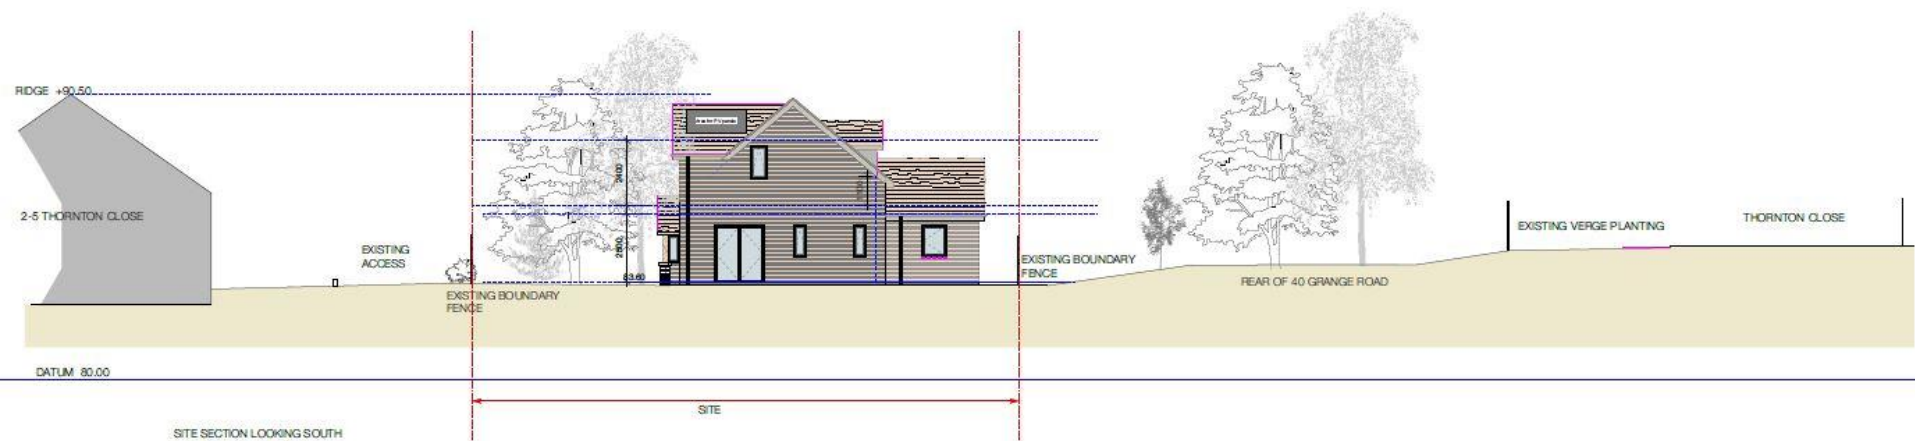 RIDGE +90.50
2-5 THORNTON CLOSE
EXISTING
ACCESS
EXISTING BOUNDARY
FENCE
2400
83.60
EXISTING BOUNDARY
FENCE
REAR OF 40 GRANGE ROAD
EXISTING VERGE PLANTING
THORNTON CLOSE
DATUM 80.00
SITE
SITE SECTION LOOKING SOUTH